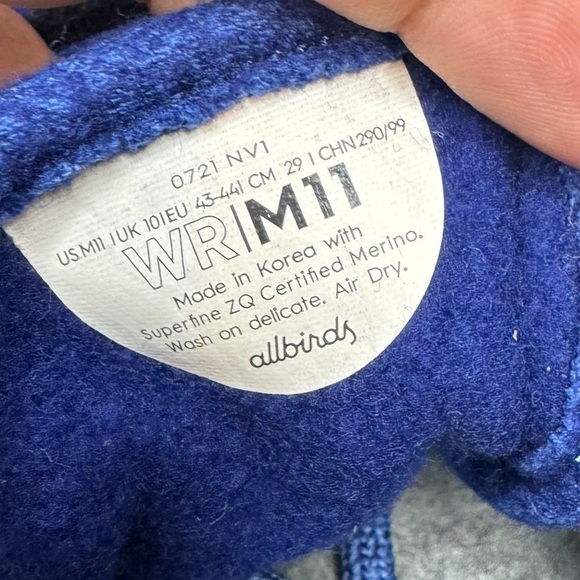 0721 NV1
US M11 | UK 10 | EU 43-44 | CM 29 | CHN 290/99
WR|M11
Made in Korea with
Superfine ZQ Certified Merino.
Wash on delicate. Air Dry.
allbirds